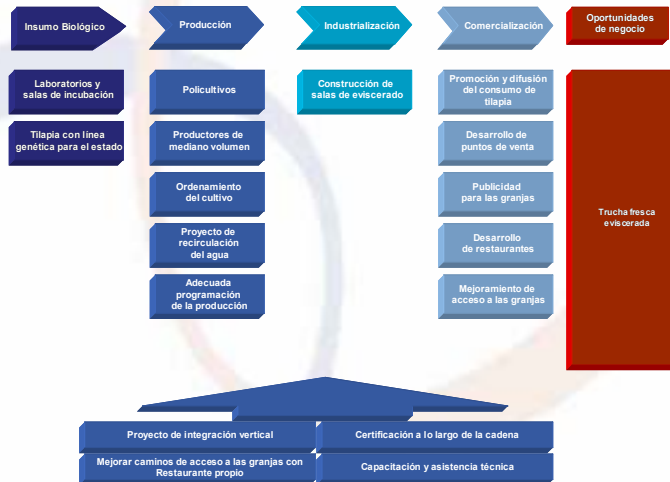 Insumo Biológico
Producción
Industrialización
Comercialización
Oportunidades
de negocio
Laboratorios y
salas de incubación
Tilapia con línea
genética para el estado
Policultivos
Productores de
mediano volumen
Ordenamiento
del cultivo
Proyecto de
recirculación
del agua
Adecuada
programación
de la producción
Construcción de
salas de eviscerado
Promoción y difusión
del consumo de
tilapia
Desarrollo de
puntos de venta
Publicidad
para las granjas
Desarrollo
de restaurantes
Mejoramiento de
acceso a las granjas
Trucha fresca
eviscerada
Proyecto de integración vertical
Certificación a lo largo de la cadena
Mejorar caminos de acceso a las granjas con
Restaurante propio
Capacitación y asistencia técnica